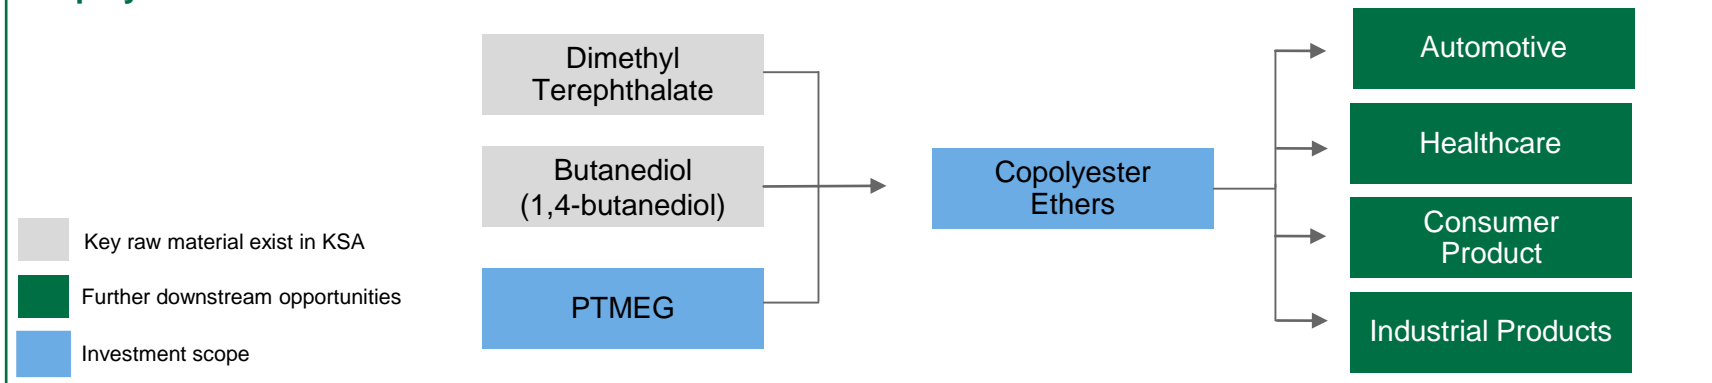 Dimethyl
Terephthalate
Butanediol
(1,4-butanediol)
PTMEG
Copolyester
Ethers
Automotive
Healthcare
Consumer
Product
Industrial Products
Key raw material exist in KSA
Further downstream opportunities
Investment scope